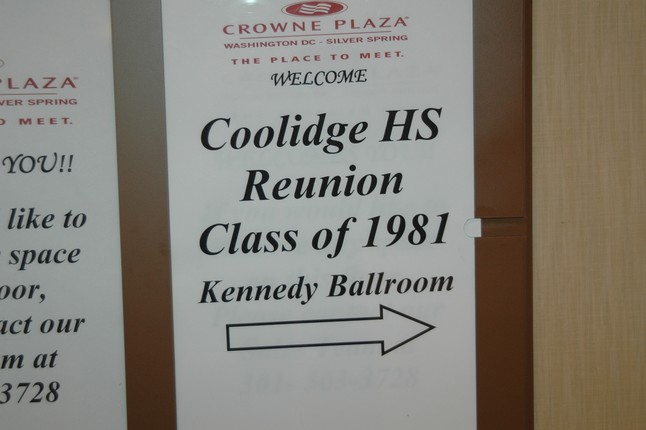 PLAZA
VER SPRING
O MEET.
YOU!!
like to
space
oor,
act our
m at
3728
CROWNE PLAZA
WASHINGTON DC - SILVER SPRING
THE PLACE TO MEET.
WELCOME
Coolidge HS
Reunion
Class of 1981
Kennedy Ballroom